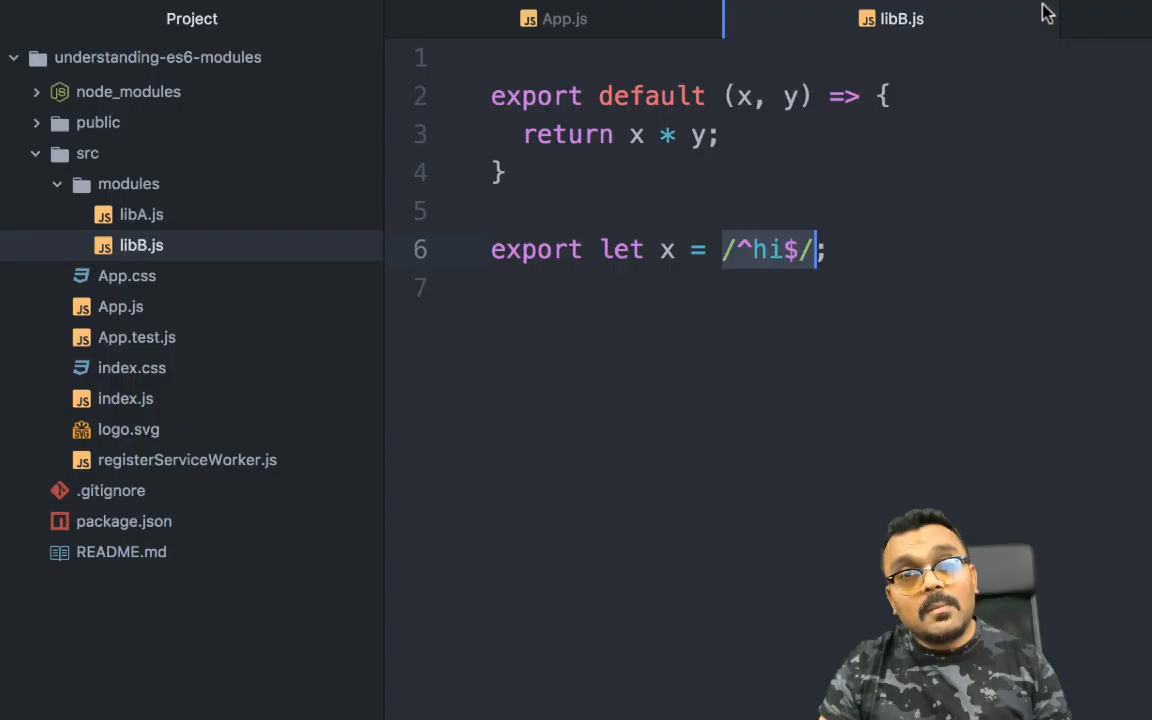 Project
App.js
libB.js
understanding-es6-modules
node_modules
public
src
modules
libA.js
libB.js
App.css
App.js
App.test.js
index.css
index.js
logo.svg
registerServiceWorker.js
.gitignore
package.json
README.md
1
2 export default (x, y) => {
3 return x * y;
4 }
5
6 export let x = /^hi$/;
7